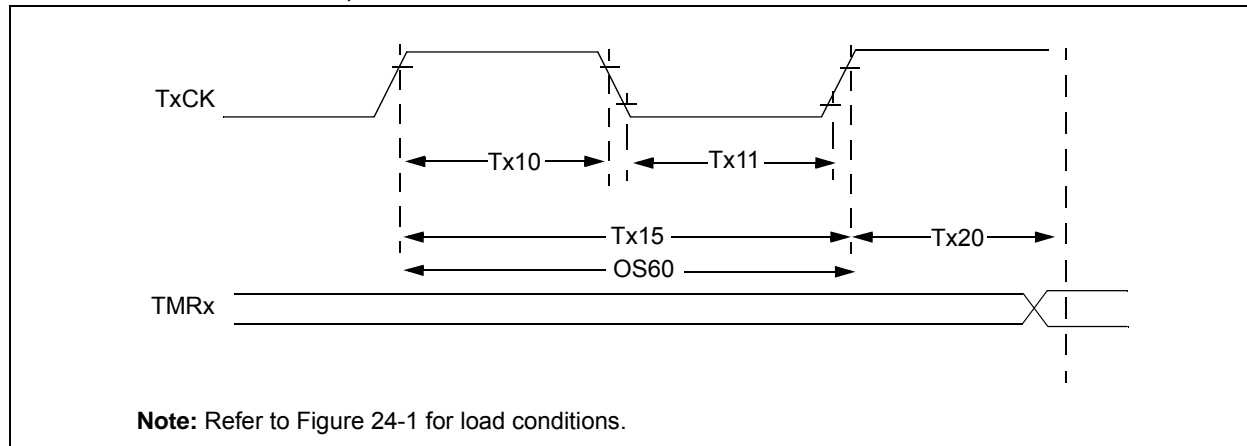 TxCK
Tx10
Tx11
Tx15
Tx20
OS60
TMRx
Note: Refer to Figure 24-1 for load conditions.